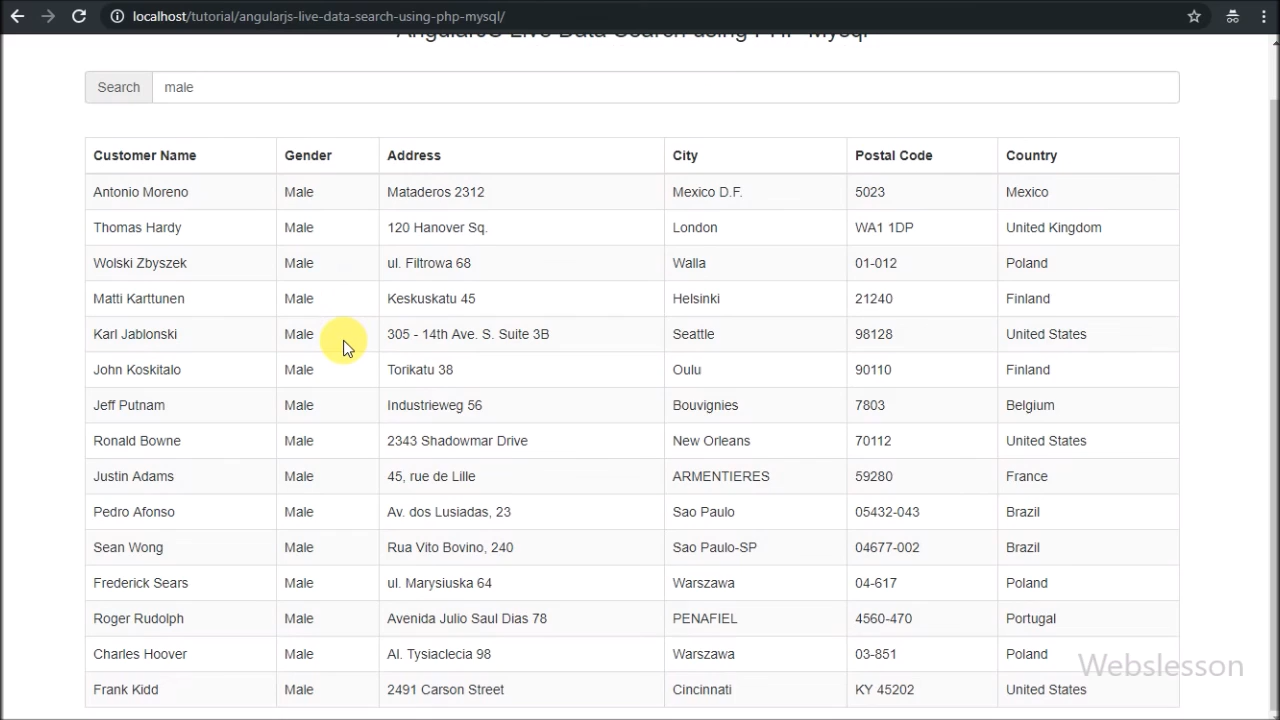 localhost/tutorial/angularjs-live-data-search-using-php-mysql/
AngularJS Live Data Search using PHP Mysql
Search male
Customer Name Gender Address City Postal Code Country
Antonio Moreno Male Mataderos 2312 Mexico D.F. 5023 Mexico
Thomas Hardy Male 120 Hanover Sq. London WA1 1DP United Kingdom
Wolski Zbyszek Male ul. Filtrowa 68 Walla 01-012 Poland
Matti Karttunen Male Keskuskatu 45 Helsinki 21240 Finland
Karl Jablonski Male 305 - 14th Ave. S. Suite 3B Seattle 98128 United States
John Koskitalo Male Torikatu 38 Oulu 90110 Finland
Jeff Putnam Male Industrieweg 56 Bouvignies 7803 Belgium
Ronald Bowne Male 2343 Shadowmar Drive New Orleans 70112 United States
Justin Adams Male 45, rue de Lille ARMENTIERES 59280 France
Pedro Afonso Male Av. dos Lusiadas, 23 Sao Paulo 05432-043 Brazil
Sean Wong Male Rua Vito Bovino, 240 Sao Paulo-SP 04677-002 Brazil
Frederick Sears Male ul. Marysiuska 64 Warszawa 04-617 Poland
Roger Rudolph Male Avenida Julio Saul Dias 78 PENAFIEL 4560-470 Portugal
Charles Hoover Male Al. Tysiaclecia 98 Warszawa 03-851 Poland
Webslesson
Frank Kidd Male 2491 Carson Street Cincinnati KY 45202 United States